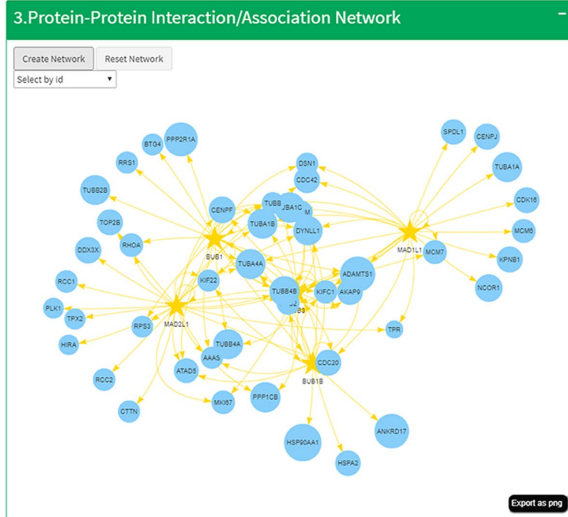 3.Protein-Protein Interaction/Association Network
Create Network
Reset Network
Select by id
SPDL1
CENPJ
PPP2R1A
BTG4
RRS1
DSN1
TUBA1A
CDC42
TUBB2B
CDK16
CENPF
TUBB
UBA1C
M
TOP2B
TUBA1B
DYNLL1
MCM6
MAD1L1
RHOA
DDX3X
BUB1
MCM7
KPNB1
TUBA4A
ADAMTS1
RCC1
KIF22
NCOR1
TUBB4B
KIFC1
AKAP9
PLK1
TPX2
MAD2L1
RPS3
TPR
HIRA
TUBB4A
AAAS
CDC20
ATAD5
RCC2
BUB1B
PPP1CB
MKI67
CTTN
ANKRD17
HSP90AA1
HSPA2
Export as png